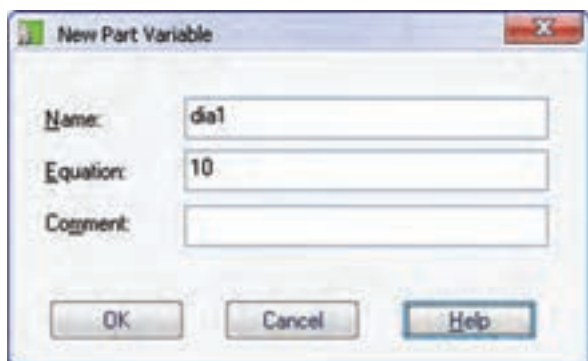 New Part Variable
Name: dia1
Equation: 10
Comment:
OK Cancel Help